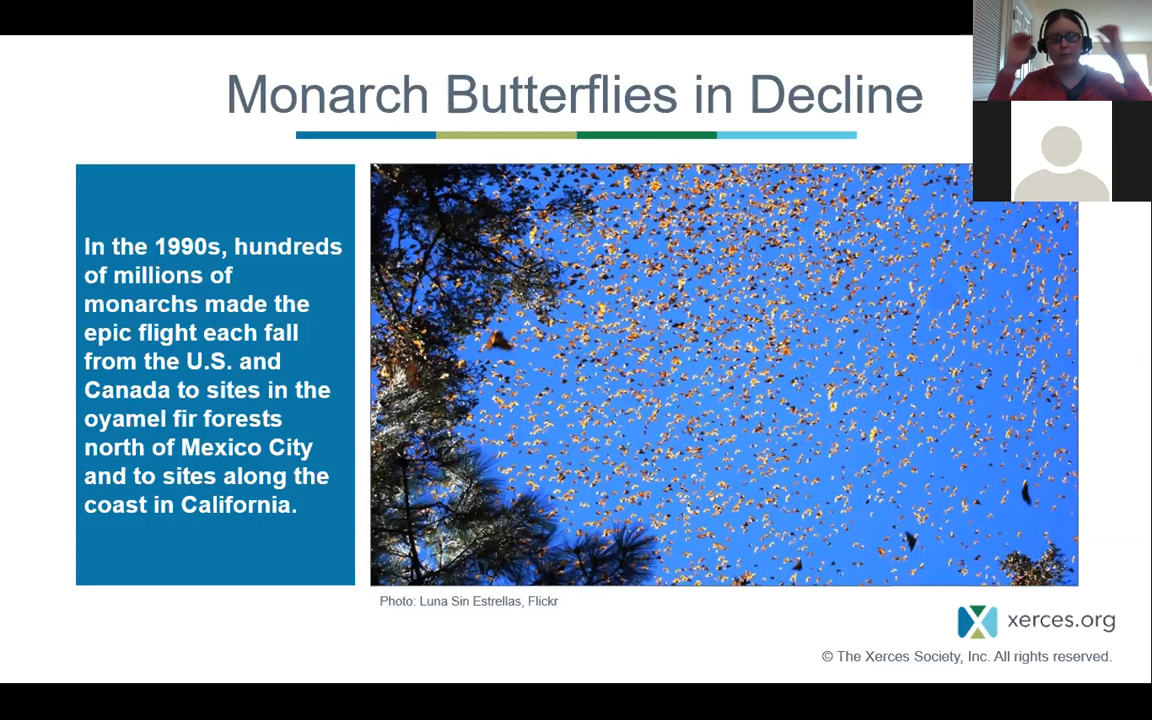 Monarch Butterflies in Decline
In the 1990s, hundreds
of millions of
monarchs made the
epic flight each fall
from the U.S. and
Canada to sites in the
oyamel fir forests
north of Mexico City
and to sites along the
coast in California.
Photo: Luna Sin Estrellas, Flickr
xerces.org
© The Xerces Society, Inc. All rights reserved.